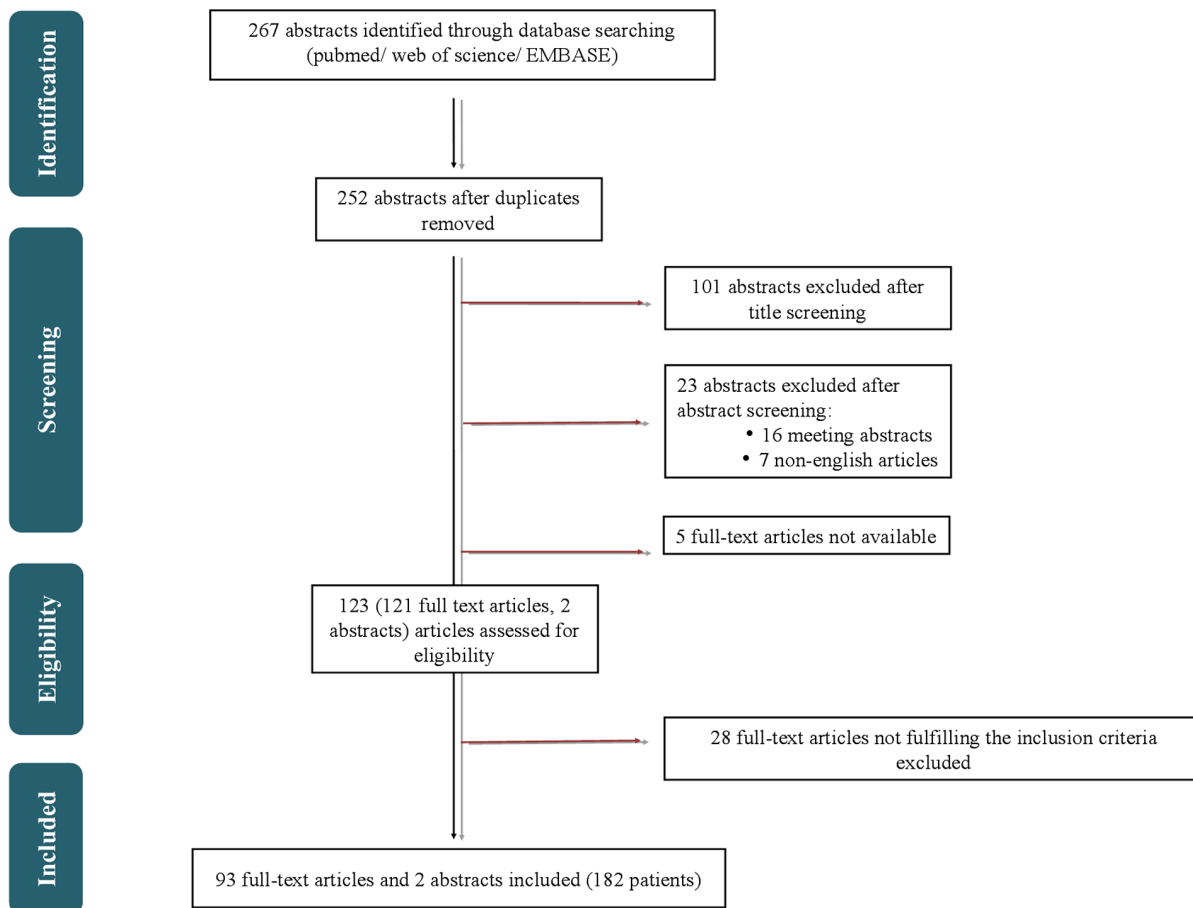 Identification
267 abstracts identified through database searching
(pubmed/ web of science/ EMBASE)
252 abstracts after duplicates
removed
Screening
101 abstracts excluded after
title screening
23 abstracts excluded after
abstract screening:
• 16 meeting abstracts
• 7 non-english articles
5 full-text articles not available
Eligibility
123 (121 full text articles, 2
abstracts) articles assessed for
eligibility
28 full-text articles not fulfilling the inclusion criteria
excluded
Included
93 full-text articles and 2 abstracts included (182 patients)